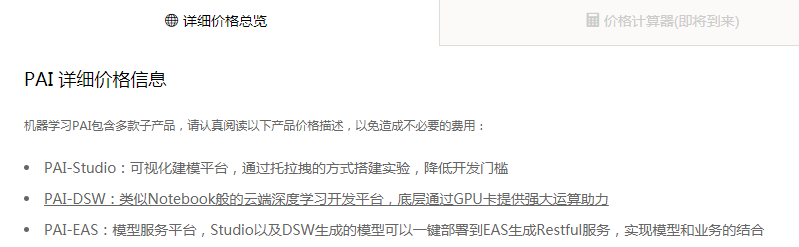 详细价格总览
价格计算器(即将到来)
PAI 详细价格信息
机器学习PAI包含多款子产品，请认真阅读以下产品价格描述，以免造成不必要的费用：
PAI-Studio：可视化建模平台，通过托拉拽的方式搭建实验，降低开发门槛
PAI-DSW：类似Notebook般的云端深度学习开发平台，底层通过GPU卡提供强大运算助力
PAI-EAS：模型服务平台，Studio以及DSW生成的模型可以一键部署到EAS生成Restful服务，实现模型和业务的结合